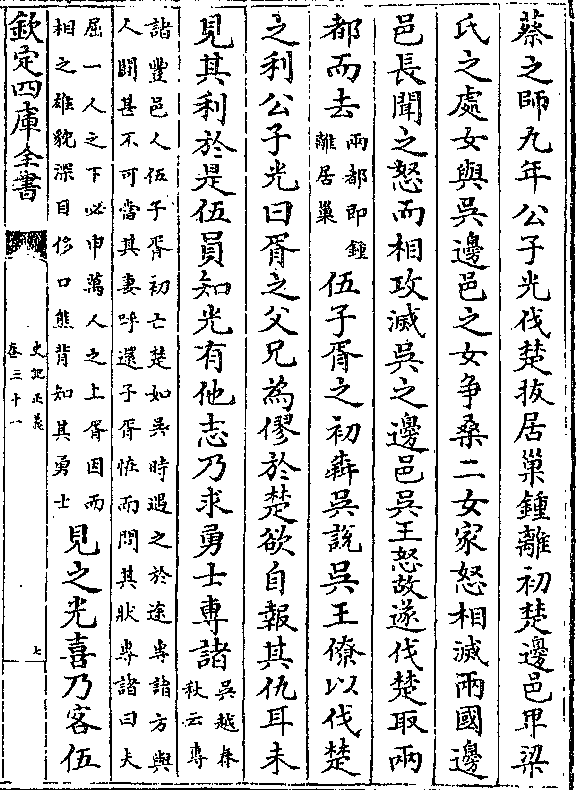 蔡之師九年公子光伐楚拔居巢鍾離初楚邊邑卑梁
氏之處女與吳邊邑之女争桑二女家怒相滅兩國邊
邑長聞之怒而相攻滅吳之邊邑吳王怒故遂伐楚取兩
都而去兩都即鍾離居巢伍子胥之初奔吳說吳王僚以伐楚
之利公子光曰胥之父兄為僇於楚欲自報其仇耳未
見其利於是伍員知光有他志乃求勇士專諸吳越春秋云專
諸豐邑人伍子胥初亡楚如吳時遇之於途專諸方與
人鬭甚不可當其妻呼還子胥恠而問其狀專諸曰夫
屈一人之下必申萬人之上胥因而
相之雄貌深目侈口熊背知其勇士見之光喜乃客伍
欽定四庫全書
史記正義
卷三十一
七